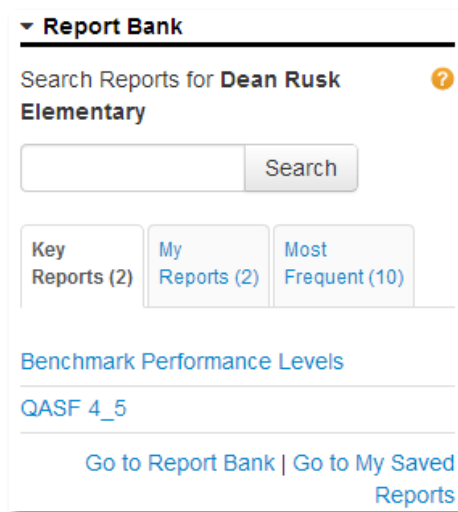 Report Bank
Search Reports for Dean Rusk
Elementary
Search
Key
Reports (2)
My
Reports (2)
Most
Frequent (10)
Benchmark Performance Levels
QASF 4_5
Go to Report Bank | Go to My Saved
Reports